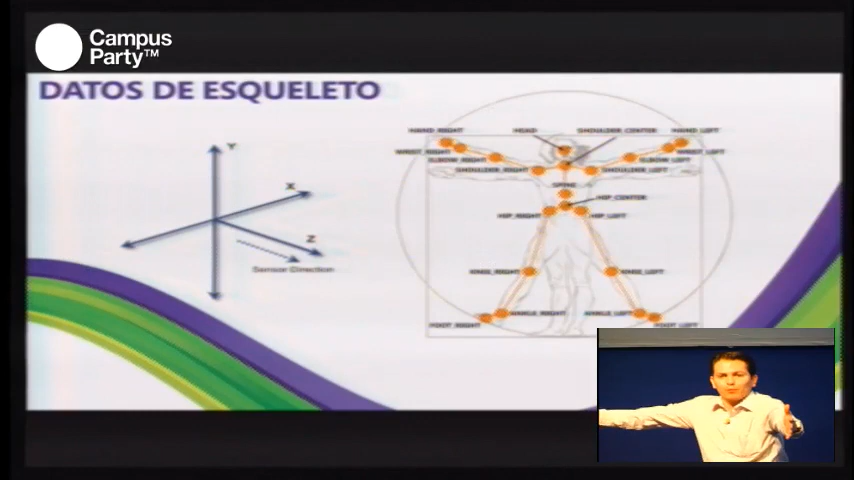 Campus
Party™
DATOS DE ESQUELETO
Y
X
Z
Sensor Direction
HAND_RIGHT
HEAD
SHOULDER_CENTER
HAND_LEFT
WRIST_RIGHT
WRIST_LEFT
ELBOW_RIGHT
ELBOW_LEFT
SHOULDER_RIGHT
SHOULDER_LEFT
SPINE
HIP_CENTER
HIP_RIGHT
HIP_LEFT
KNEE_RIGHT
KNEE_LEFT
ANKLE_RIGHT
ANKLE_LEFT
FOOT_RIGHT
FOOT_LEFT